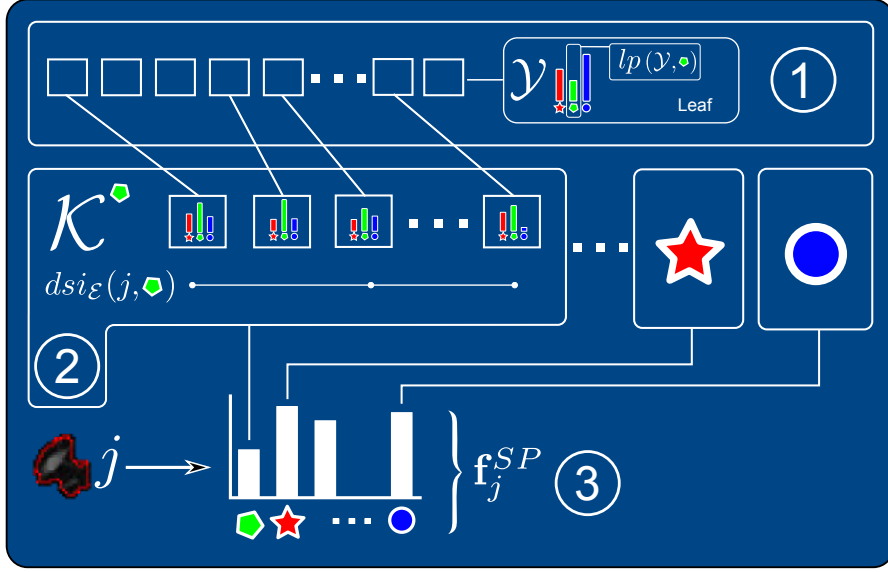 𝒴 lp(𝒴, ) 1
Leaf
𝒦
dsi_ℰ(j, )
2
j f_j^{SP} 3